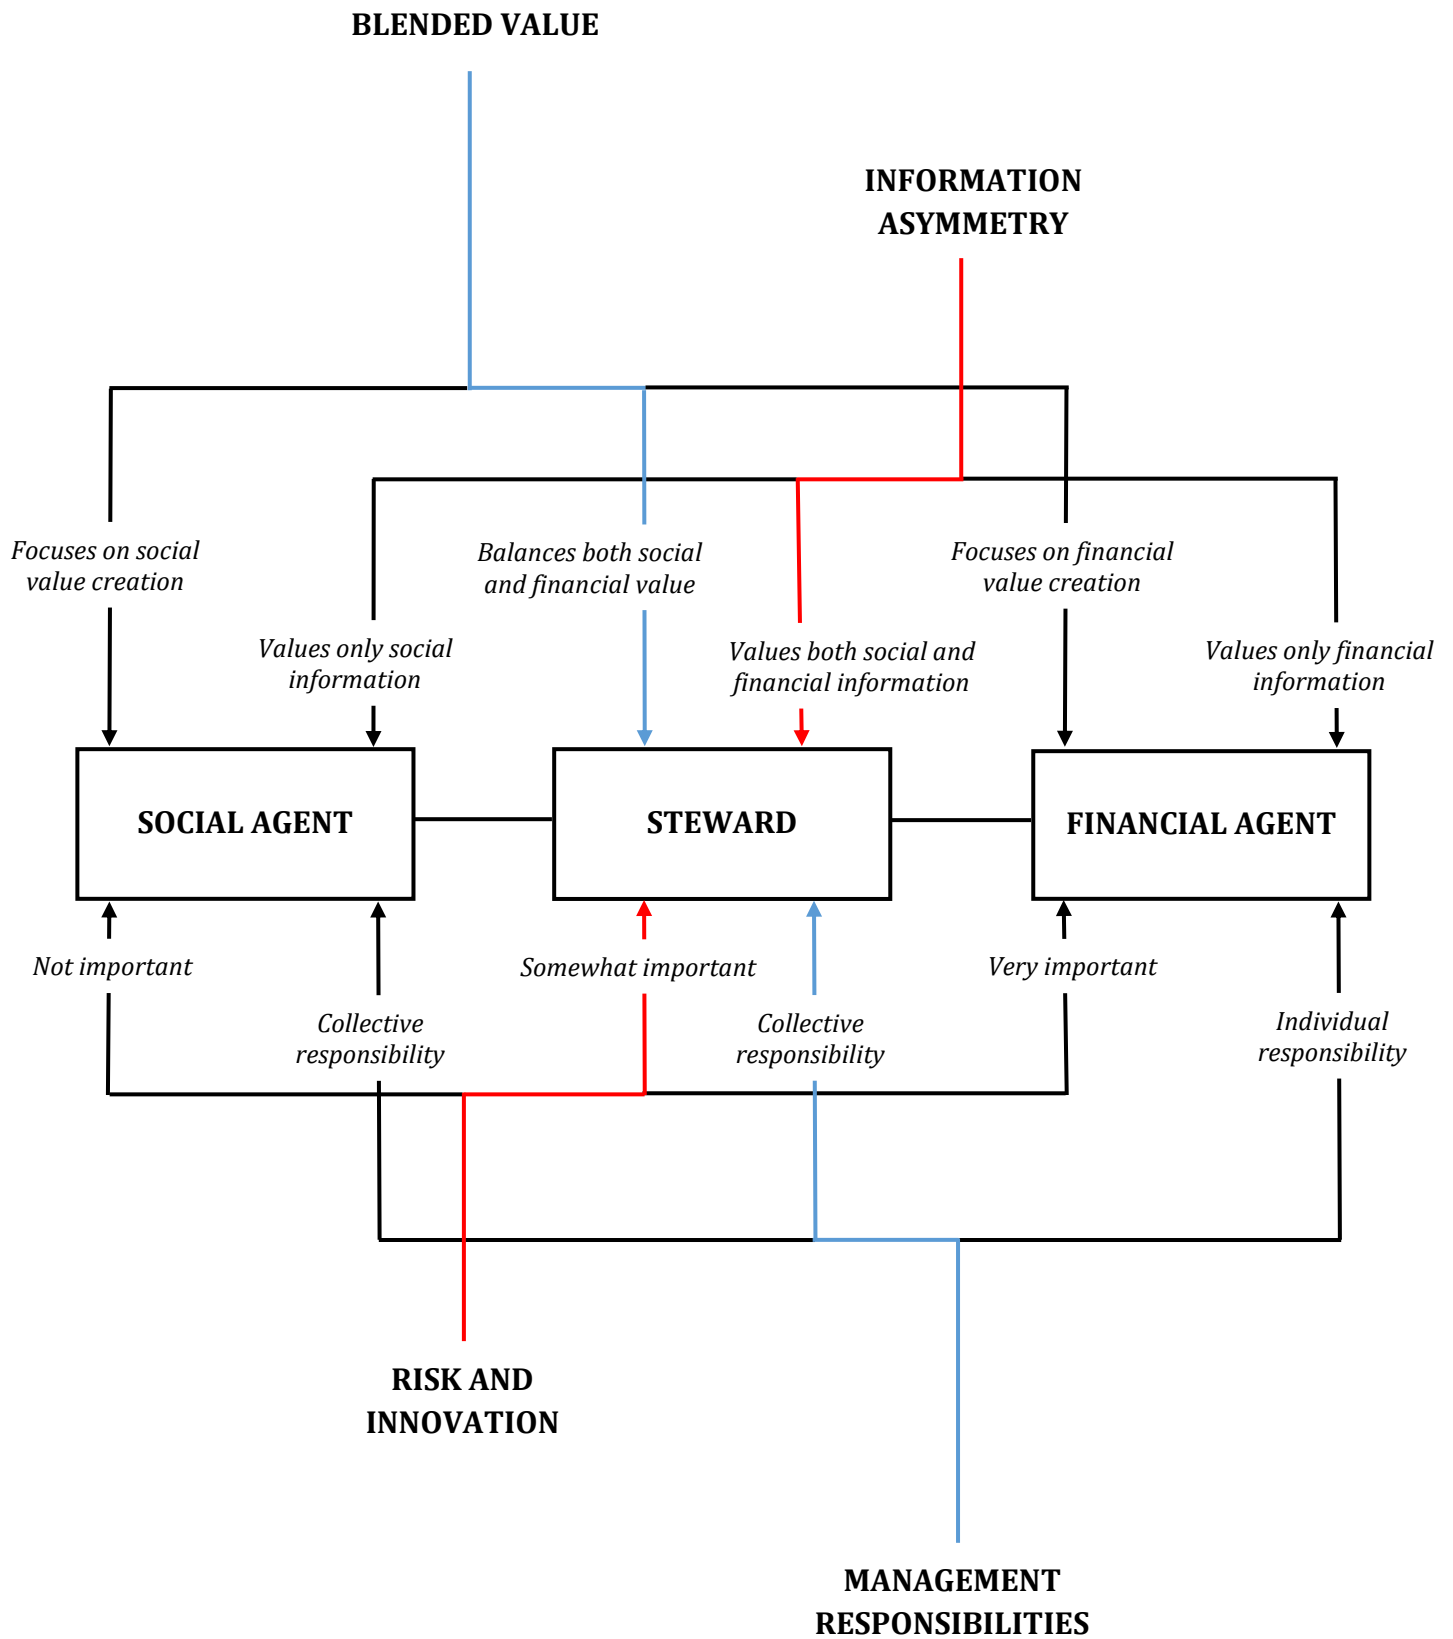 BLENDED VALUE
INFORMATION
ASYMMETRY
Focuses on social
value creation
Balances both social
and financial value
Focuses on financial
value creation
Values only social
information
Values both social and
financial information
Values only financial
information
SOCIAL AGENT
STEWARD
FINANCIAL AGENT
Not important
Somewhat important
Very important
Collective
responsibility
Collective
responsibility
Individual
responsibility
RISK AND
INNOVATION
MANAGEMENT
RESPONSIBILITIES